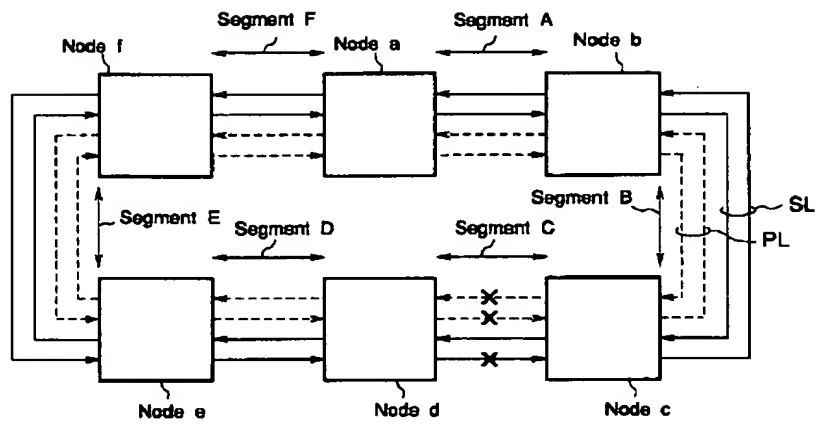 Segment F
Segment A
Node f
Node a
Node b
Segment E
Segment D
Segment C
Segment B
SL
PL
Node e
Node d
Node c